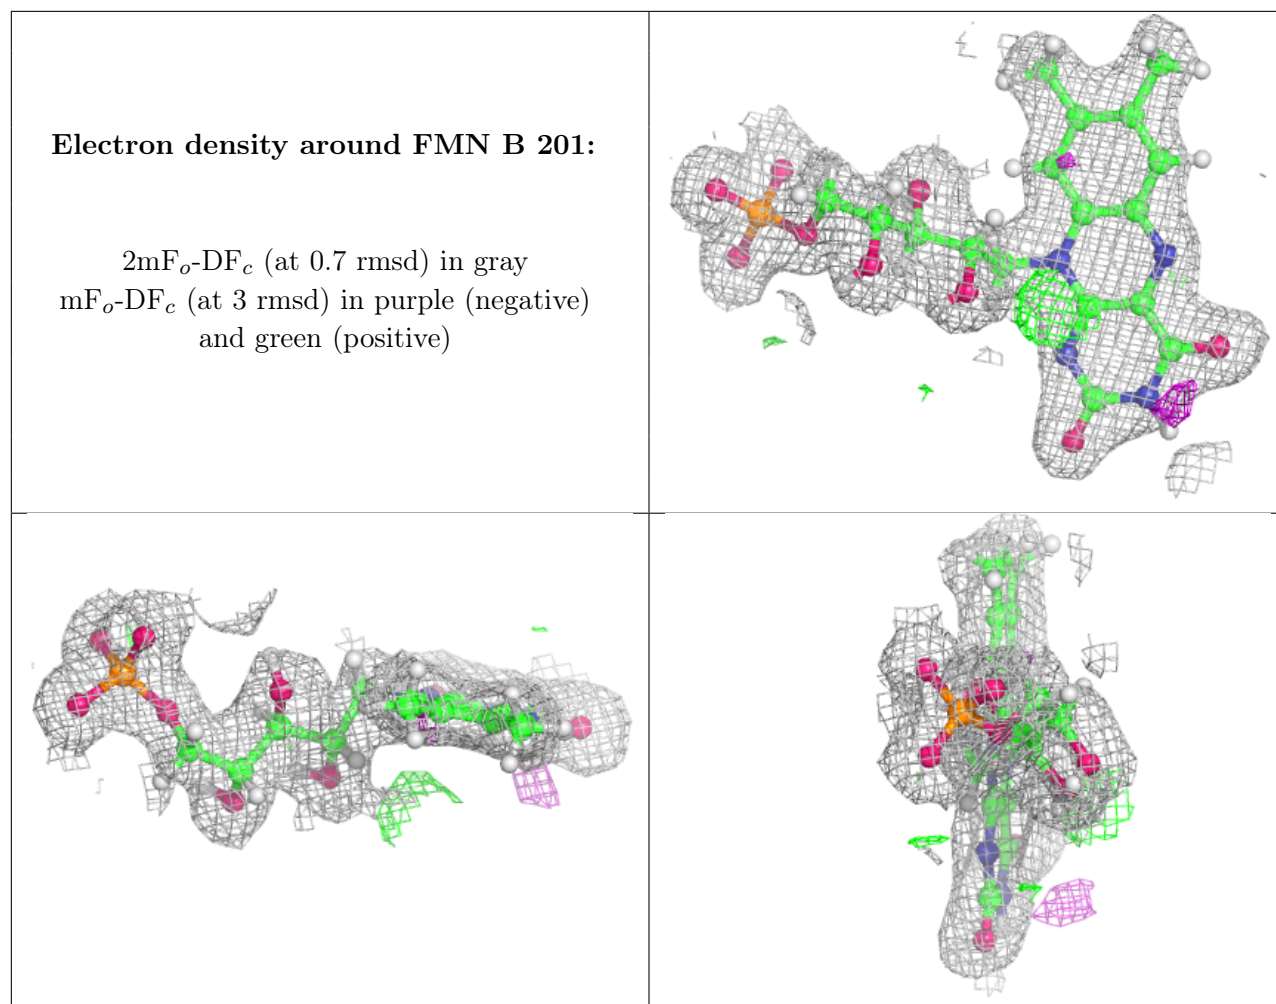 Electron density around FMN B 201:
2mFo-DFc (at 0.7 rmsd) in gray
mFo-DFc (at 3 rmsd) in purple (negative)
and green (positive)